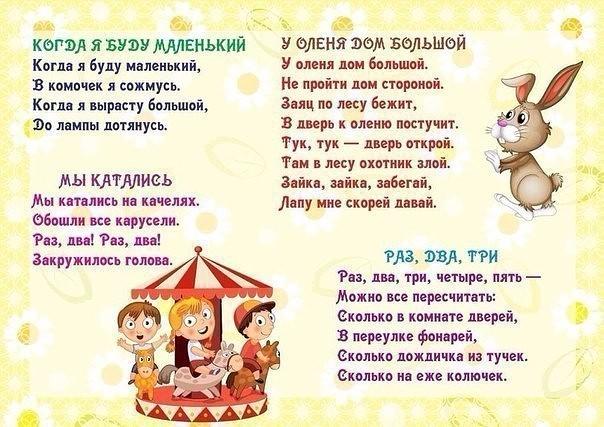 КОГДА Я БУДУ МАЛЕНЬКИЙ
Когда я буду маленький,
В комочек я сожмусь.
Когда я вырасту большой,
До лампы дотянусь.
МЫ КАТАЛИСЬ
Мы катались на качелях.
Обошли все карусели.
Раз, два! Раз, два!
Закружилось голова.
У ОЛЕНЯ ДОМ БОЛЬШОЙ
У оленя дом большой.
Не пройти дом стороной.
Заяц по лесу бежит,
В дверь к оленю постучит.
Тук, тук — дверь открой.
Там в лесу охотник злой.
Зайка, зайка, забегай,
Лапу мне скорей давай.
РАЗ, ДВА, ТРИ
Раз, два, три, четыре, пять —
Можно все пересчитать:
Сколько в комнате дверей,
В переулке фонарей,
Сколько дождичка из тучек.
Сколько на еже колючек.